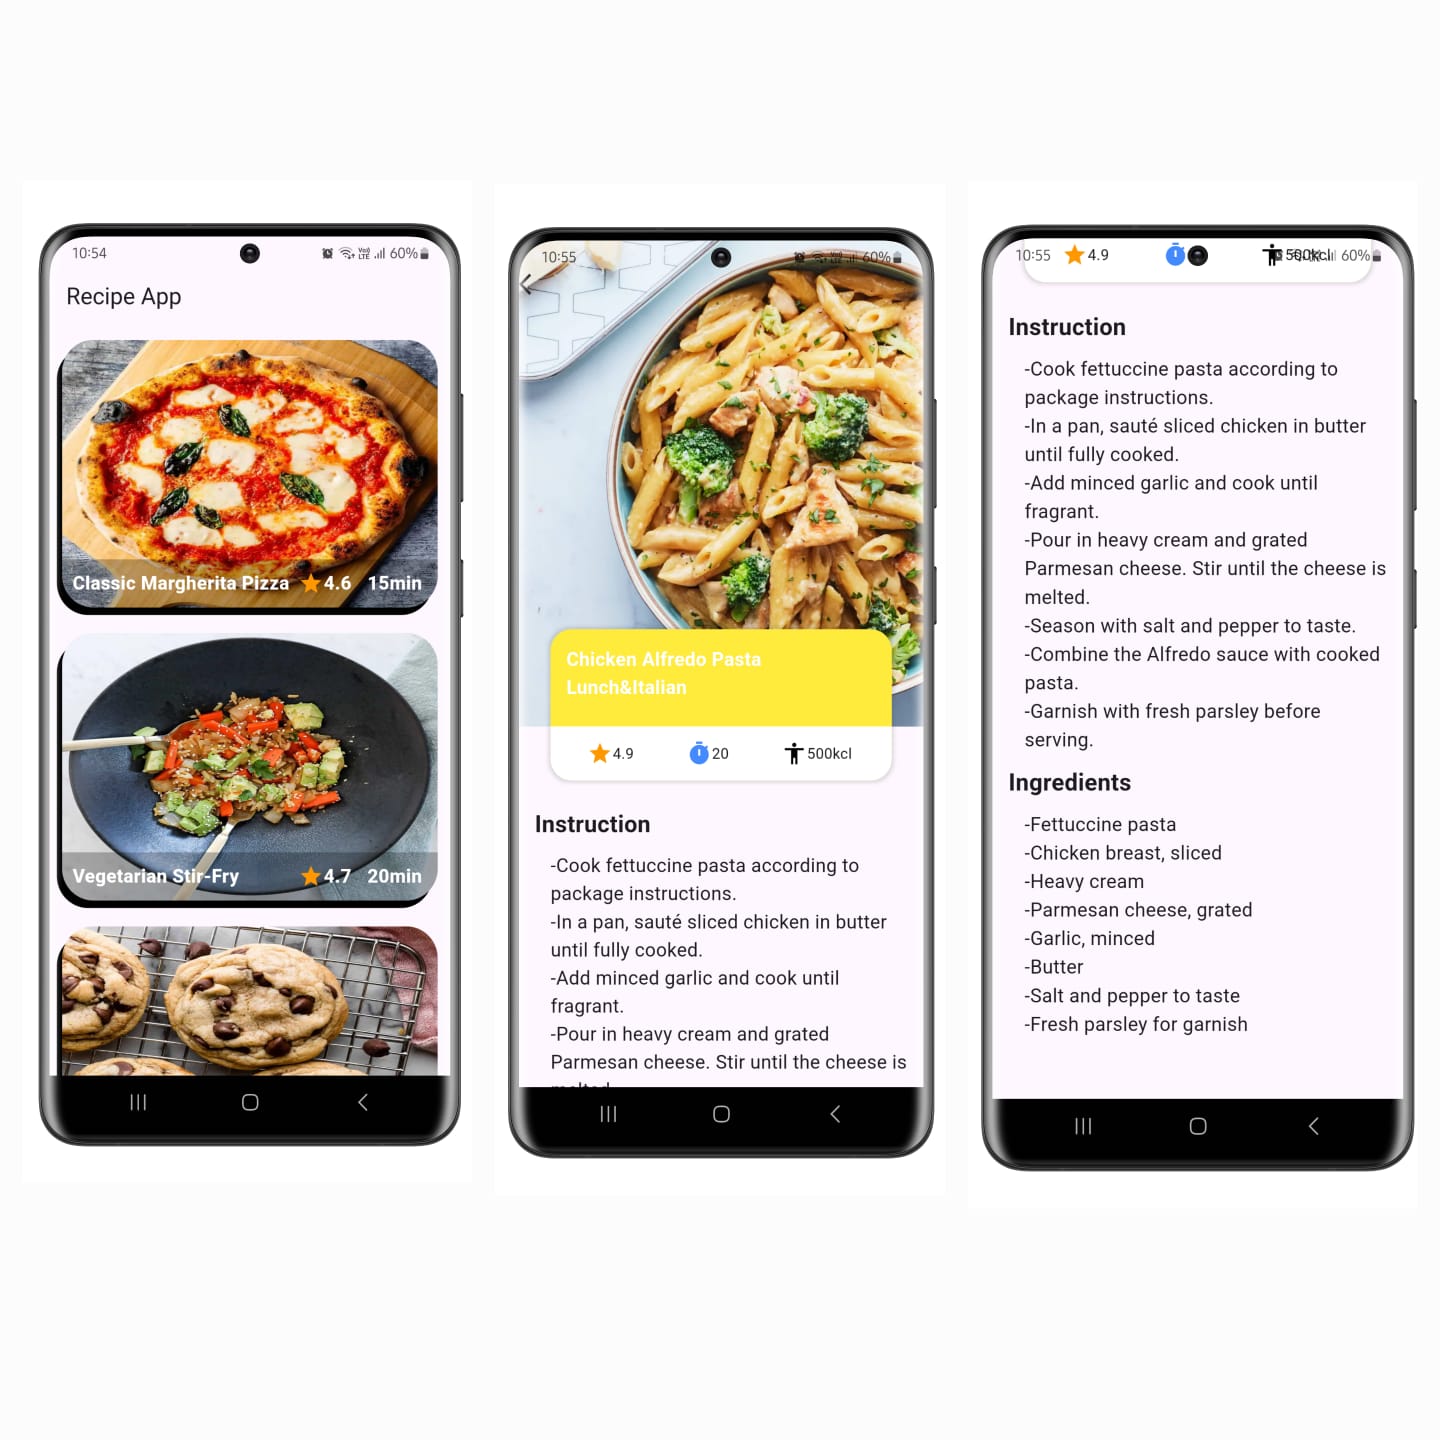 10:54
Vo)) LTE 60%
Recipe App
Classic Margherita Pizza 4.6 15min
Vegetarian Stir-Fry 4.7 20min
10:55 60%
Chicken Alfredo Pasta
Lunch&Italian
4.9 20 500kcl
Instruction
-Cook fettuccine pasta according to
package instructions.
-In a pan, sauté sliced chicken in butter
until fully cooked.
-Add minced garlic and cook until
fragrant.
-Pour in heavy cream and grated
Parmesan cheese. Stir until the cheese is
melted.
10:55 4.9 500kcl 60%
Instruction
-Cook fettuccine pasta according to
package instructions.
-In a pan, sauté sliced chicken in butter
until fully cooked.
-Add minced garlic and cook until
fragrant.
-Pour in heavy cream and grated
Parmesan cheese. Stir until the cheese is
melted.
-Season with salt and pepper to taste.
-Combine the Alfredo sauce with cooked
pasta.
-Garnish with fresh parsley before
serving.
Ingredients
-Fettuccine pasta
-Chicken breast, sliced
-Heavy cream
-Parmesan cheese, grated
-Garlic, minced
-Butter
-Salt and pepper to taste
-Fresh parsley for garnish